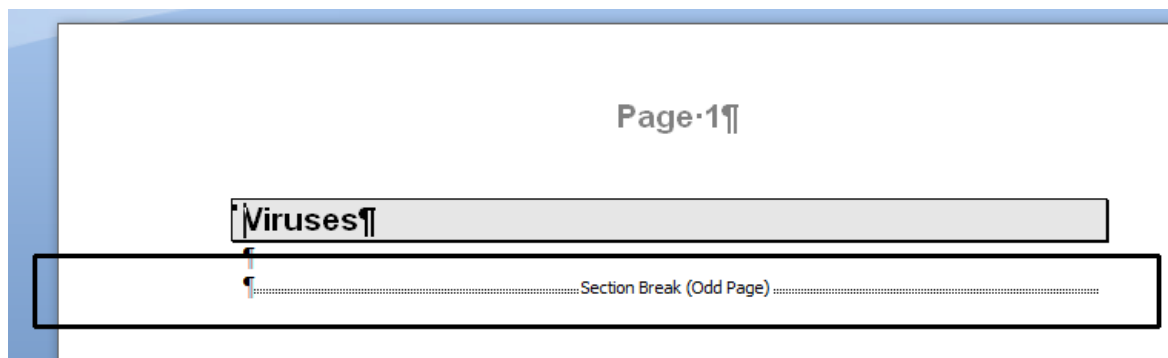 Page·1¶
Viruses¶
¶
¶ Section Break (Odd Page)